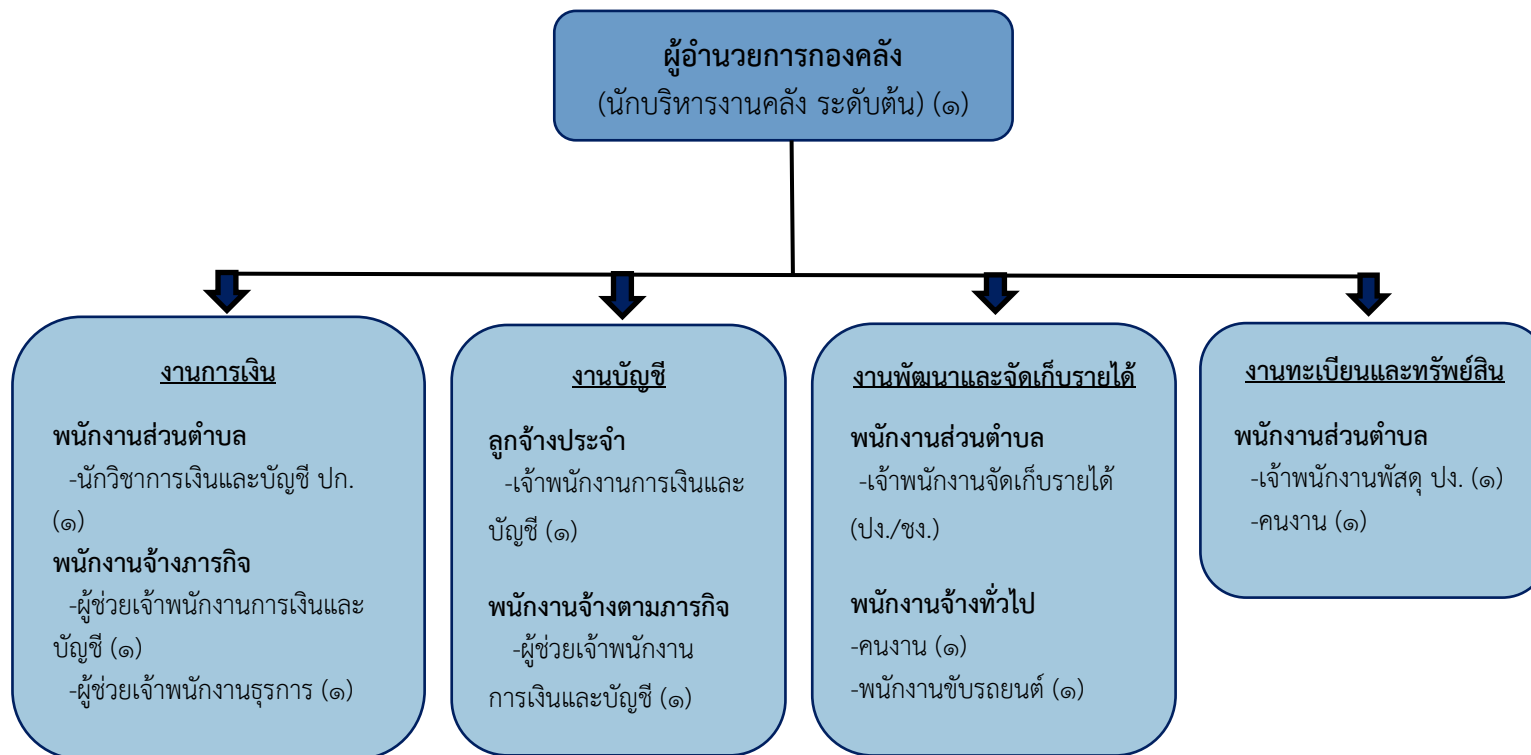 ผู้อำนวยการกองคลัง
(นักบริหารงานคลัง ระดับต้น) (๑)
งานการเงิน
พนักงานส่วนตำบล
-นักวิชาการเงินและบัญชี ปก.
(๑)
พนักงานจ้างภารกิจ
-ผู้ช่วยเจ้าพนักงานการเงินและ
บัญชี (๑)
-ผู้ช่วยเจ้าพนักงานธุรการ (๑)
งานบัญชี
ลูกจ้างประจำ
-เจ้าพนักงานการเงินและ
บัญชี (๑)
พนักงานจ้างตามภารกิจ
-ผู้ช่วยเจ้าพนักงาน
การเงินและบัญชี (๑)
งานพัฒนาและจัดเก็บรายได้
พนักงานส่วนตำบล
-เจ้าพนักงานจัดเก็บรายได้
(ปง./ชง.)
พนักงานจ้างทั่วไป
-คนงาน (๑)
-พนักงานขับรถยนต์ (๑)
งานทะเบียนและทรัพย์สิน
พนักงานส่วนตำบล
-เจ้าพนักงานพัสดุ ปง. (๑)
-คนงาน (๑)